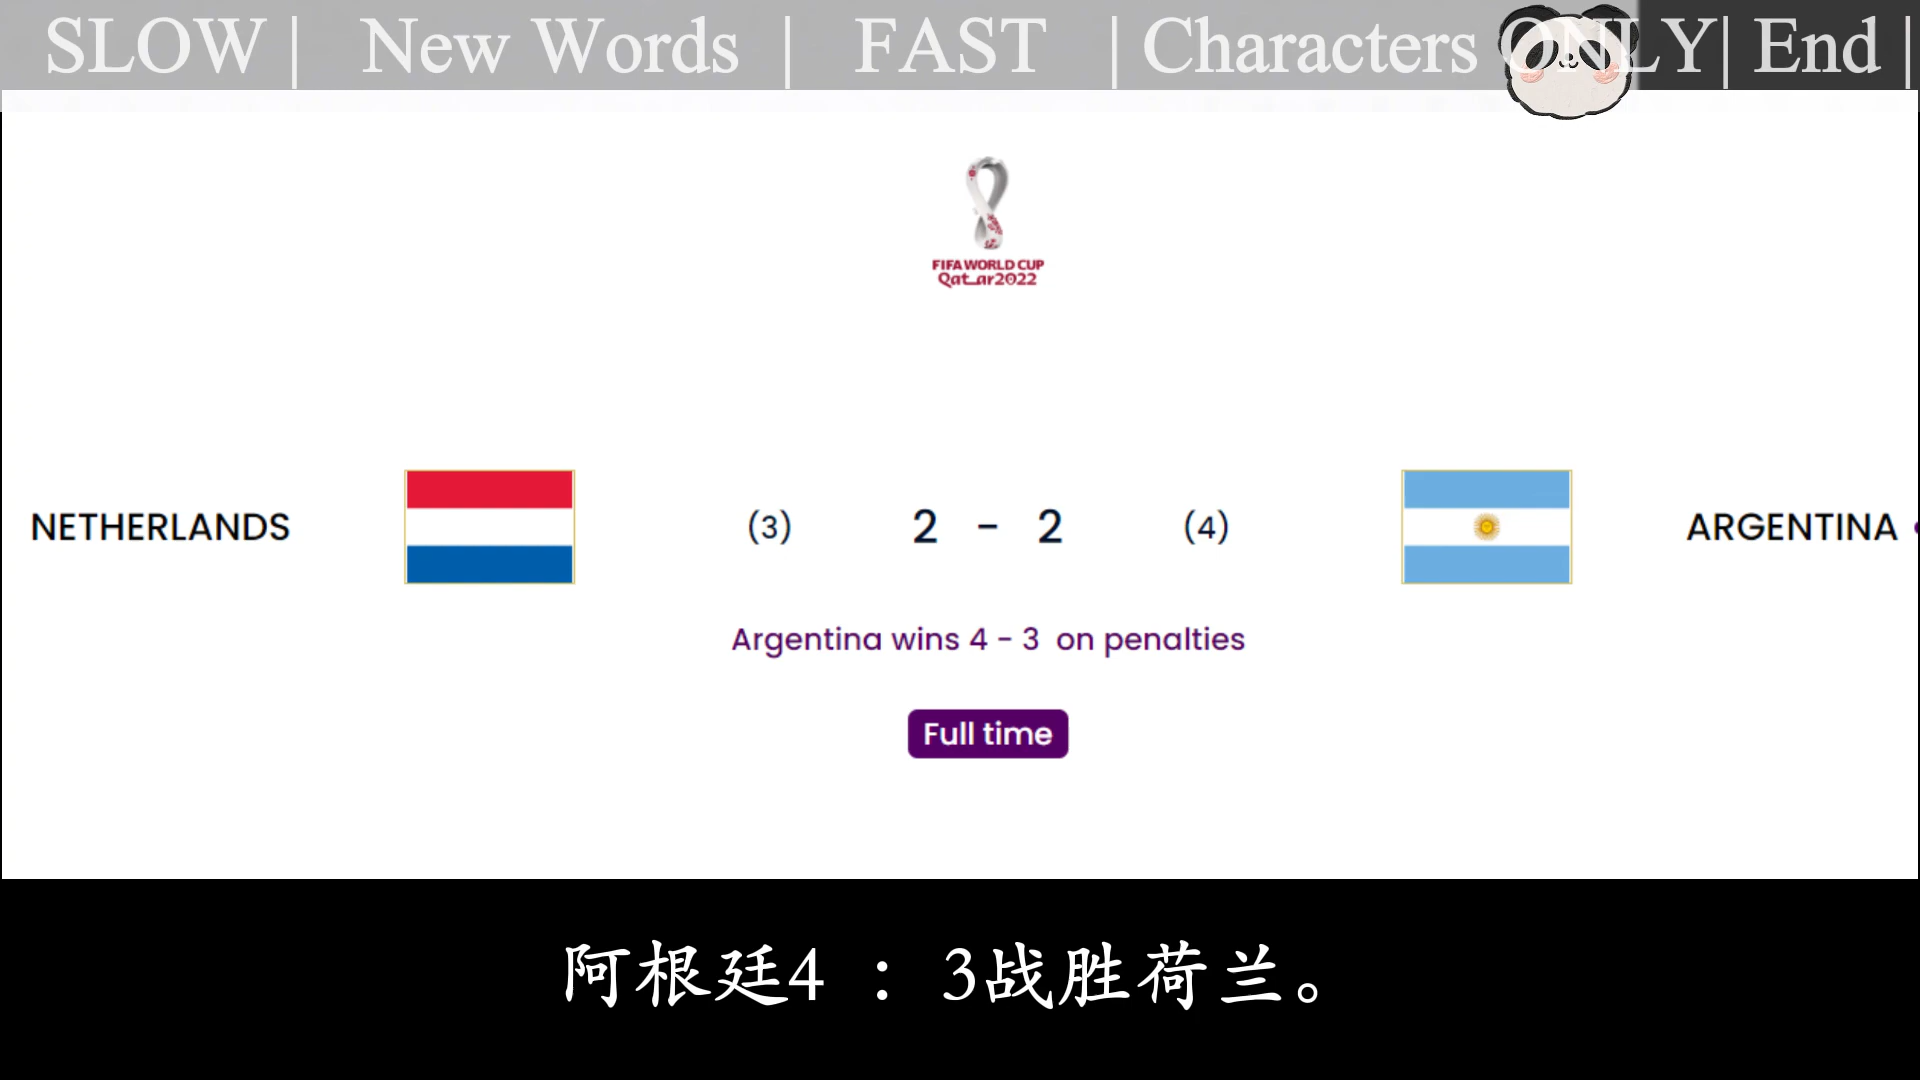 SLOW | New Words | FAST | Characters ONLY | End |
FIFA WORLD CUP
Qatar2022
NETHERLANDS (3) 2 - 2 (4) ARGENTINA
Argentina wins 4 - 3 on penalties
Full time
阿根廷4 : 3战胜荷兰。